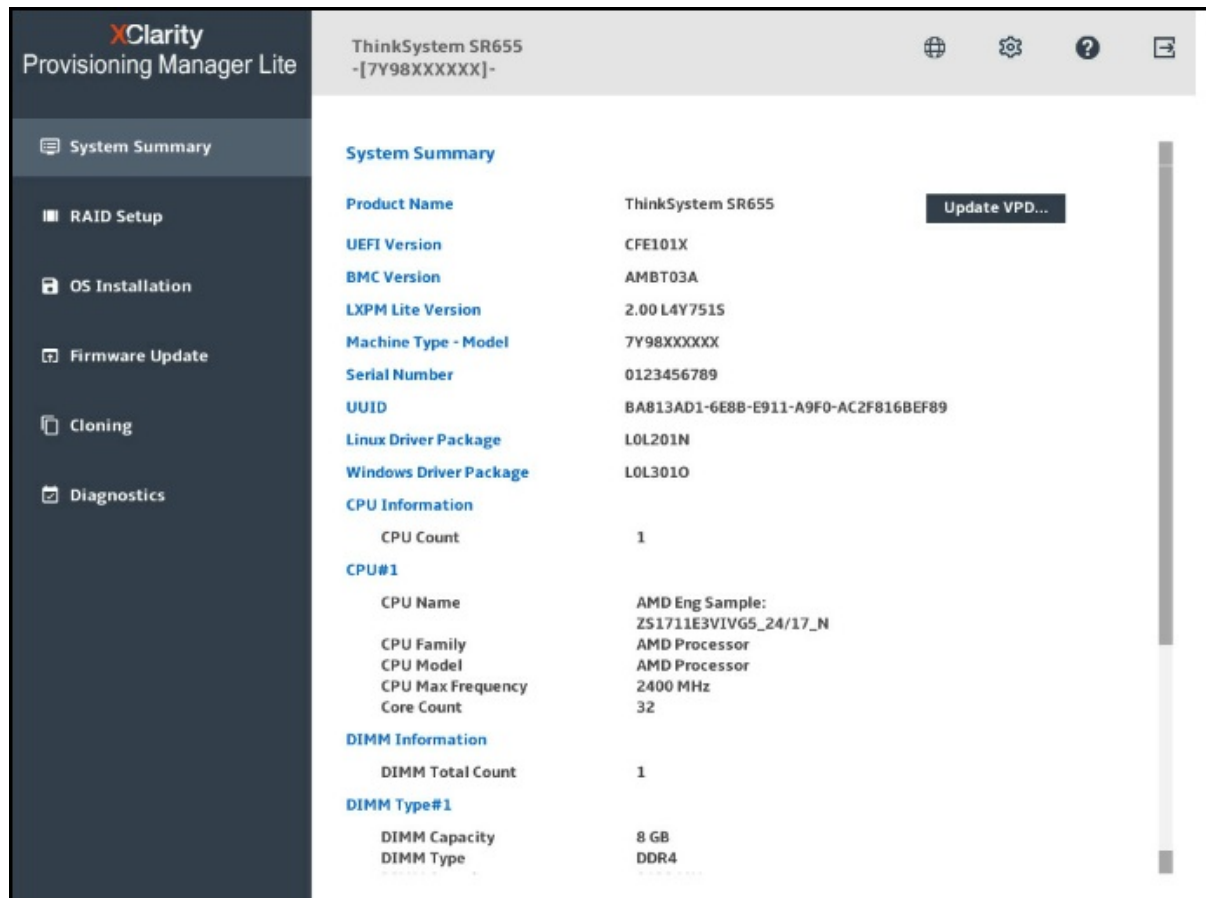 XClarity
Provisioning Manager Lite
ThinkSystem SR655
-[7Y98XXXXXX]-
System Summary
RAID Setup
OS Installation
Firmware Update
Cloning
Diagnostics
System Summary
Product Name ThinkSystem SR655 Update VPD...
UEFI Version CFE101X
BMC Version AMBT03A
LXPM Lite Version 2.00 L4Y751S
Machine Type - Model 7Y98XXXXXX
Serial Number 0123456789
UUID BA813AD1-6E8B-E911-A9F0-AC2F816BEF89
Linux Driver Package L0L201N
Windows Driver Package L0L301O
CPU Information
CPU Count 1
CPU#1
CPU Name AMD Eng Sample:
ZS1711E3VIVG5_24/17_N
CPU Family AMD Processor
CPU Model AMD Processor
CPU Max Frequency 2400 MHz
Core Count 32
DIMM Information
DIMM Total Count 1
DIMM Type#1
DIMM Capacity 8 GB
DIMM Type DDR4